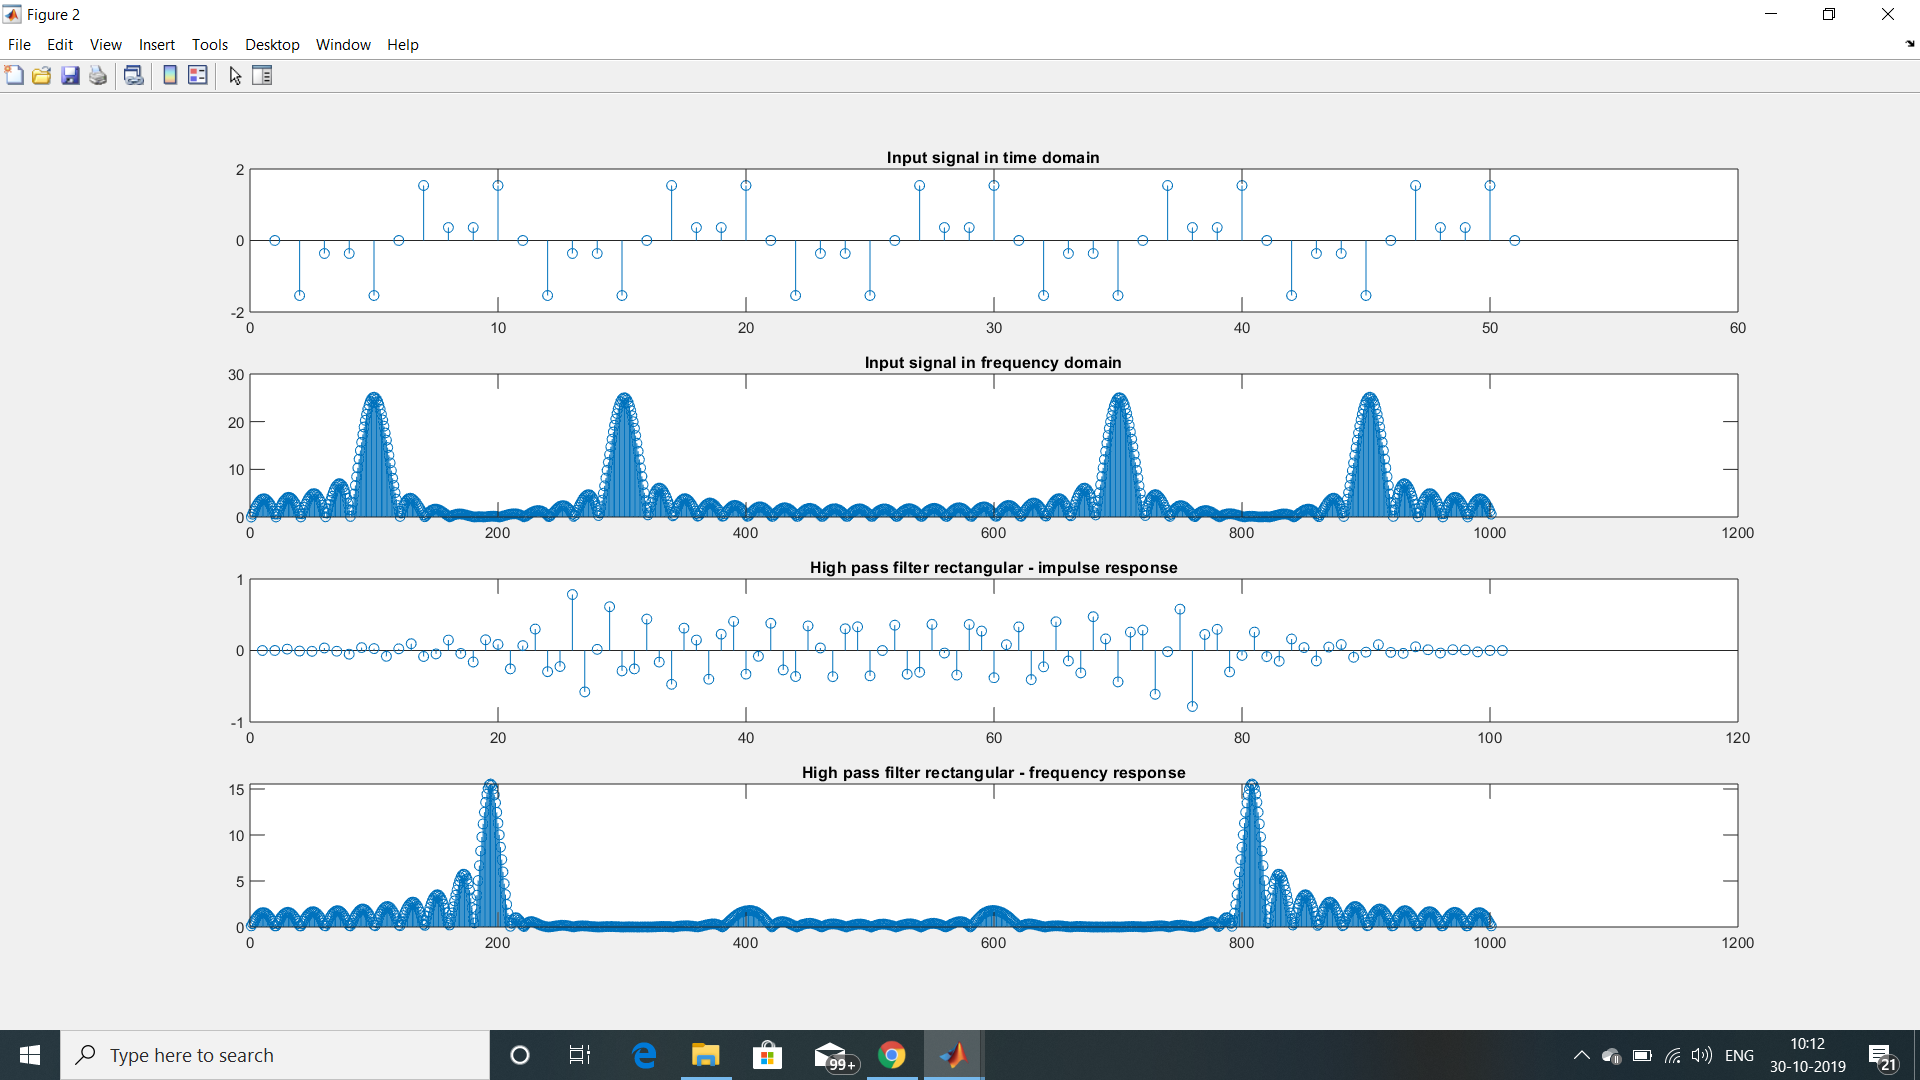 Figure 2
File Edit View Insert Tools Desktop Window Help
Input signal in time domain
2
0
-2
0 10 20 30 40 50 60
Input signal in frequency domain
30
20
10
0
0 200 400 600 800 1000 1200
High pass filter rectangular - impulse response
1
0
-1
0 20 40 60 80 100 120
High pass filter rectangular - frequency response
15
10
5
0
0 200 400 600 800 1000 1200
Type here to search
99+
ENG
10:12
30-10-2019
21